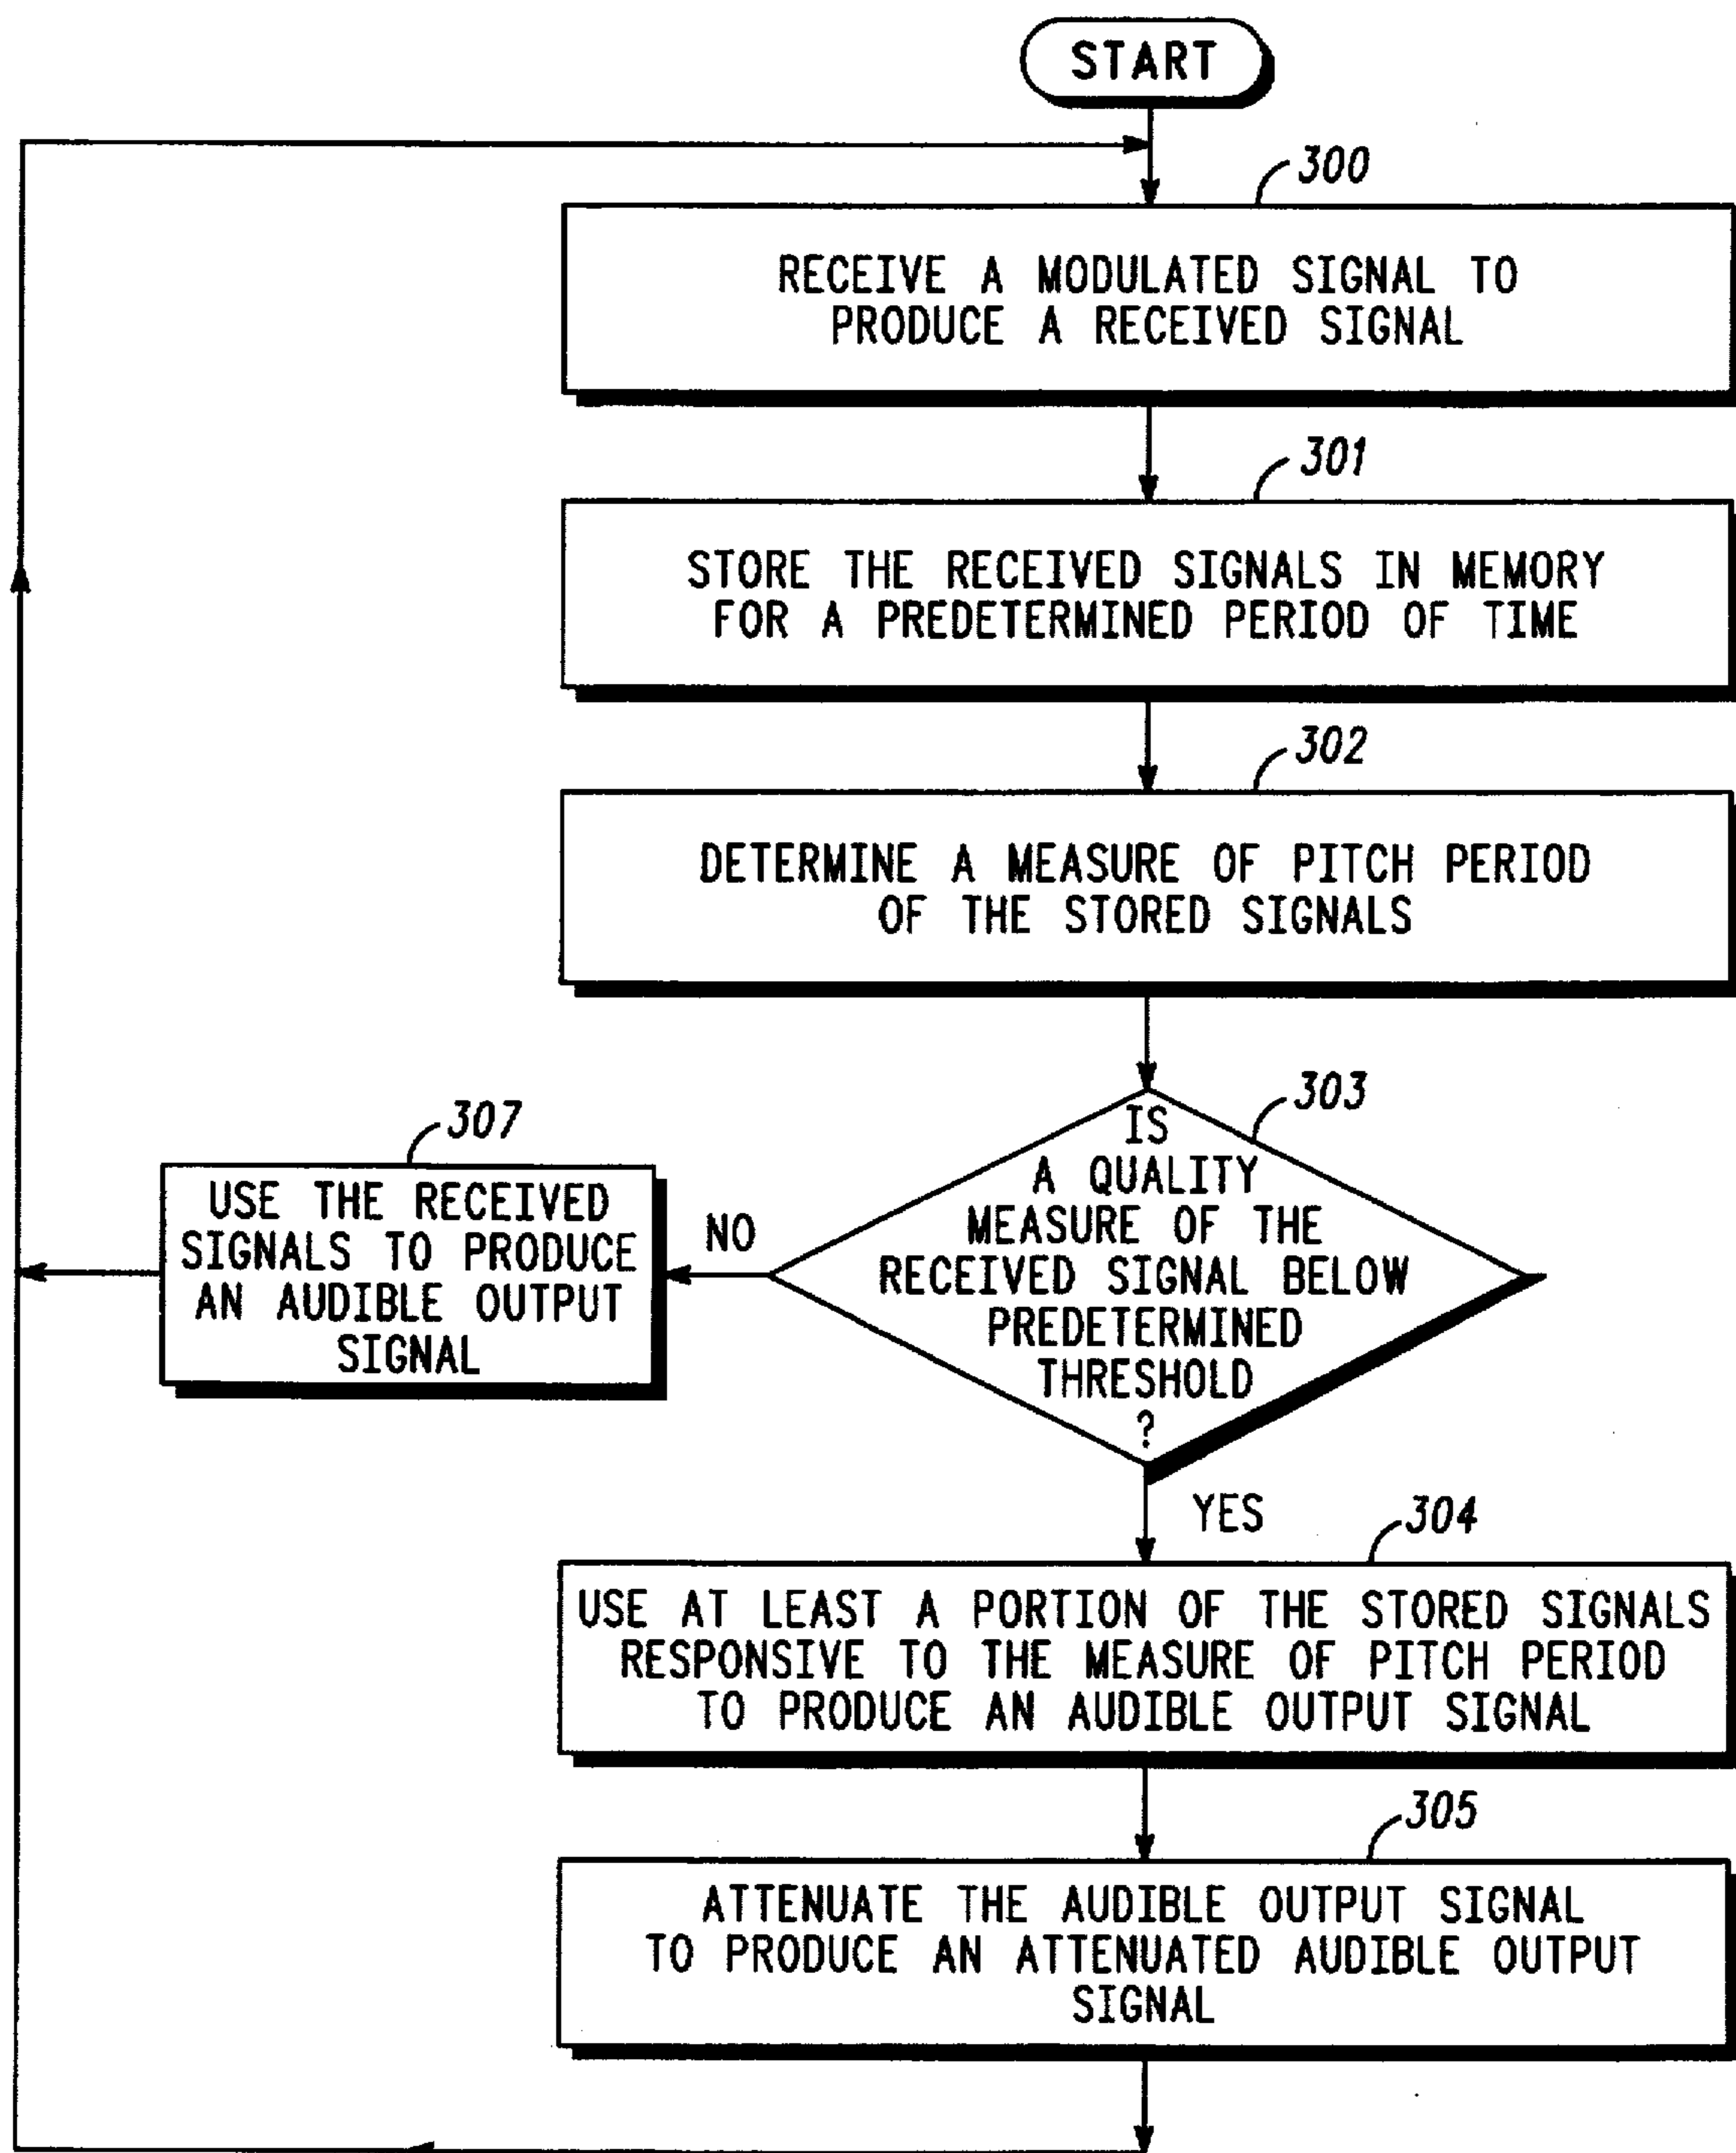 START
300
RECEIVE A MODULATED SIGNAL TO
PRODUCE A RECEIVED SIGNAL
301
STORE THE RECEIVED SIGNALS IN MEMORY
FOR A PREDETERMINED PERIOD OF TIME
302
DETERMINE A MEASURE OF PITCH PERIOD
OF THE STORED SIGNALS
303
IS
A QUALITY
MEASURE OF THE
RECEIVED SIGNAL BELOW
PREDETERMINED
THRESHOLD
?
NO
307
USE THE RECEIVED
SIGNALS TO PRODUCE
AN AUDIBLE OUTPUT
SIGNAL
YES
304
USE AT LEAST A PORTION OF THE STORED SIGNALS
RESPONSIVE TO THE MEASURE OF PITCH PERIOD
TO PRODUCE AN AUDIBLE OUTPUT SIGNAL
305
ATTENUATE THE AUDIBLE OUTPUT SIGNAL
TO PRODUCE AN ATTENUATED AUDIBLE OUTPUT
SIGNAL